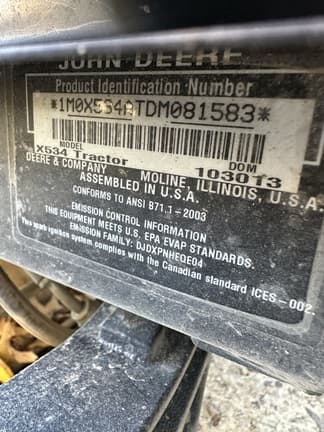 JOHN DEERE
Product Identification Number
*1M0X534ATDM081583*
MODEL DOM
X534 Tractor 1030T3
DEERE & COMPANY MOLINE, ILLINOIS, U.S.A.
ASSEMBLED IN U.S.A.
CONFORMS TO ANSI B71.1-2003
EMISSION CONTROL INFORMATION
THIS EQUIPMENT MEETS U.S. EPA EVAP STANDARDS.
EMISSION FAMILY: DJDXPNHEQE04
This spark ignition system complies with the Canadian standard ICES-002.